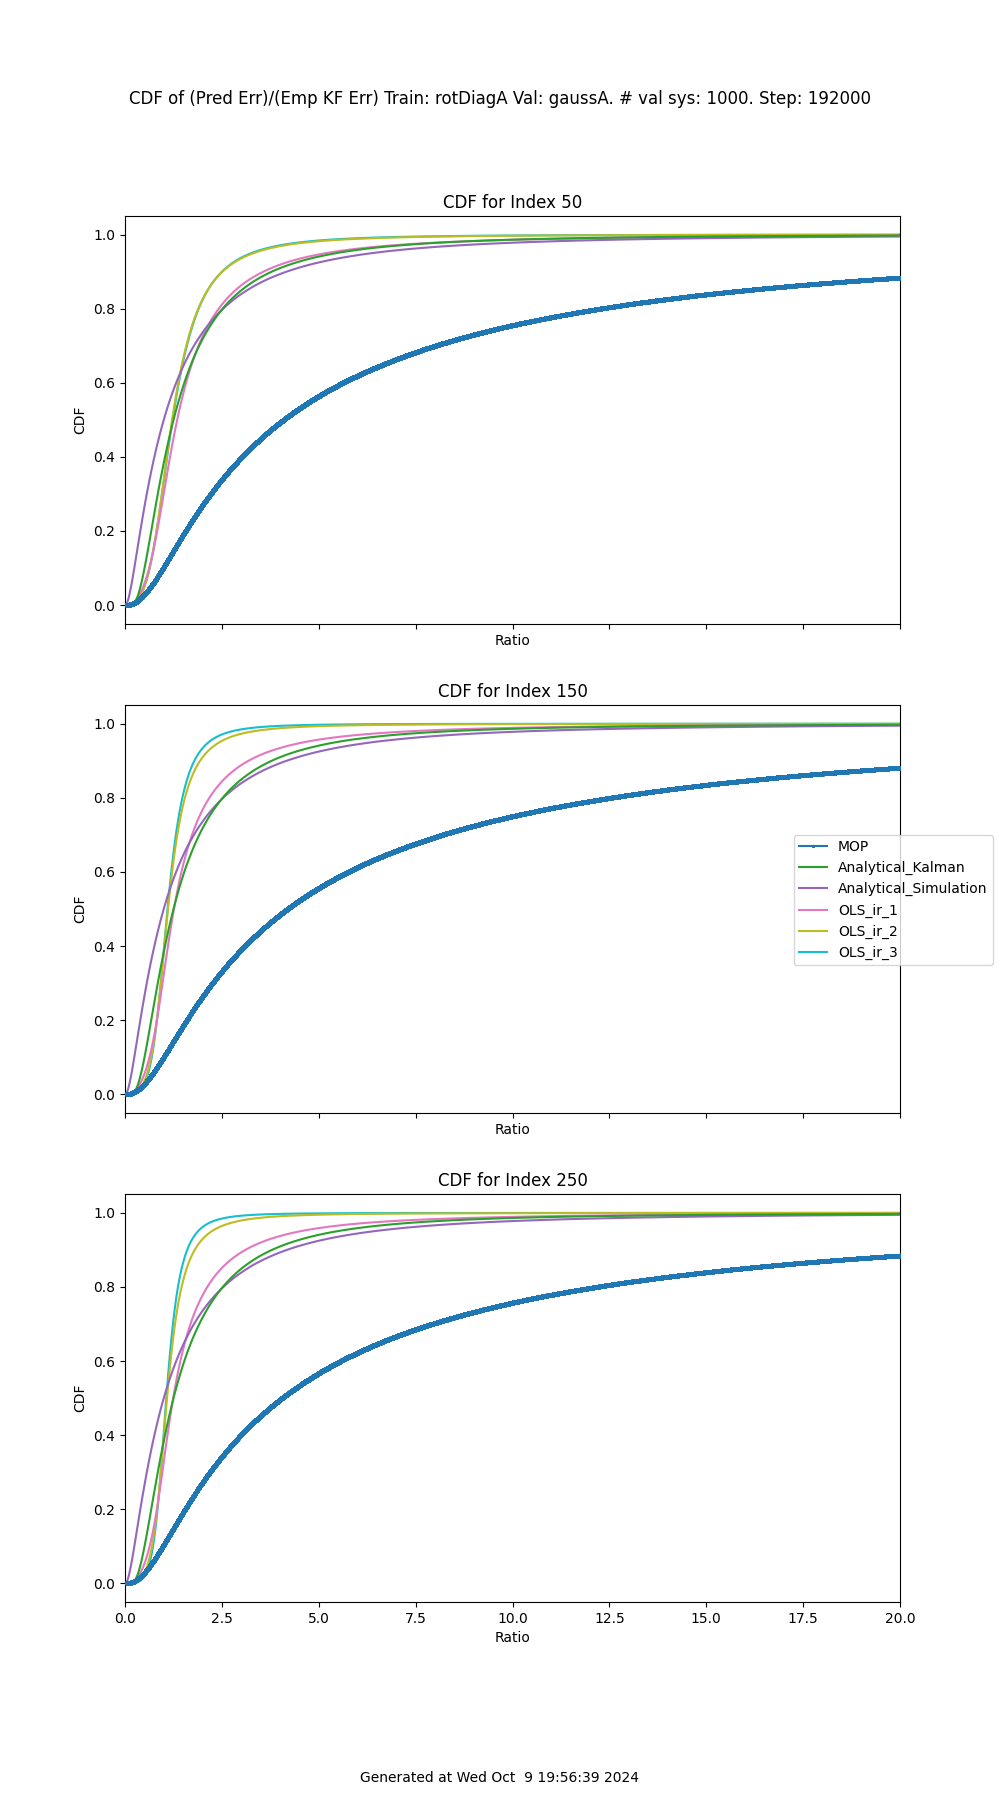 CDF of (Pred Err)/(Emp KF Err) Train: rotDiagA Val: gaussA. # val sys: 1000. Step: 192000
CDF for Index 50
1.0
0.8
0.6
0.4
0.2
0.0
CDF
Ratio
CDF for Index 150
1.0
0.8
0.6
0.4
0.2
0.0
CDF
Ratio
MOP
Analytical_Kalman
Analytical_Simulation
OLS_ir_1
OLS_ir_2
OLS_ir_3
CDF for Index 250
1.0
0.8
0.6
0.4
0.2
0.0
CDF
0.0 2.5 5.0 7.5 10.0 12.5 15.0 17.5 20.0
Ratio
Generated at Wed Oct  9 19:56:39 2024